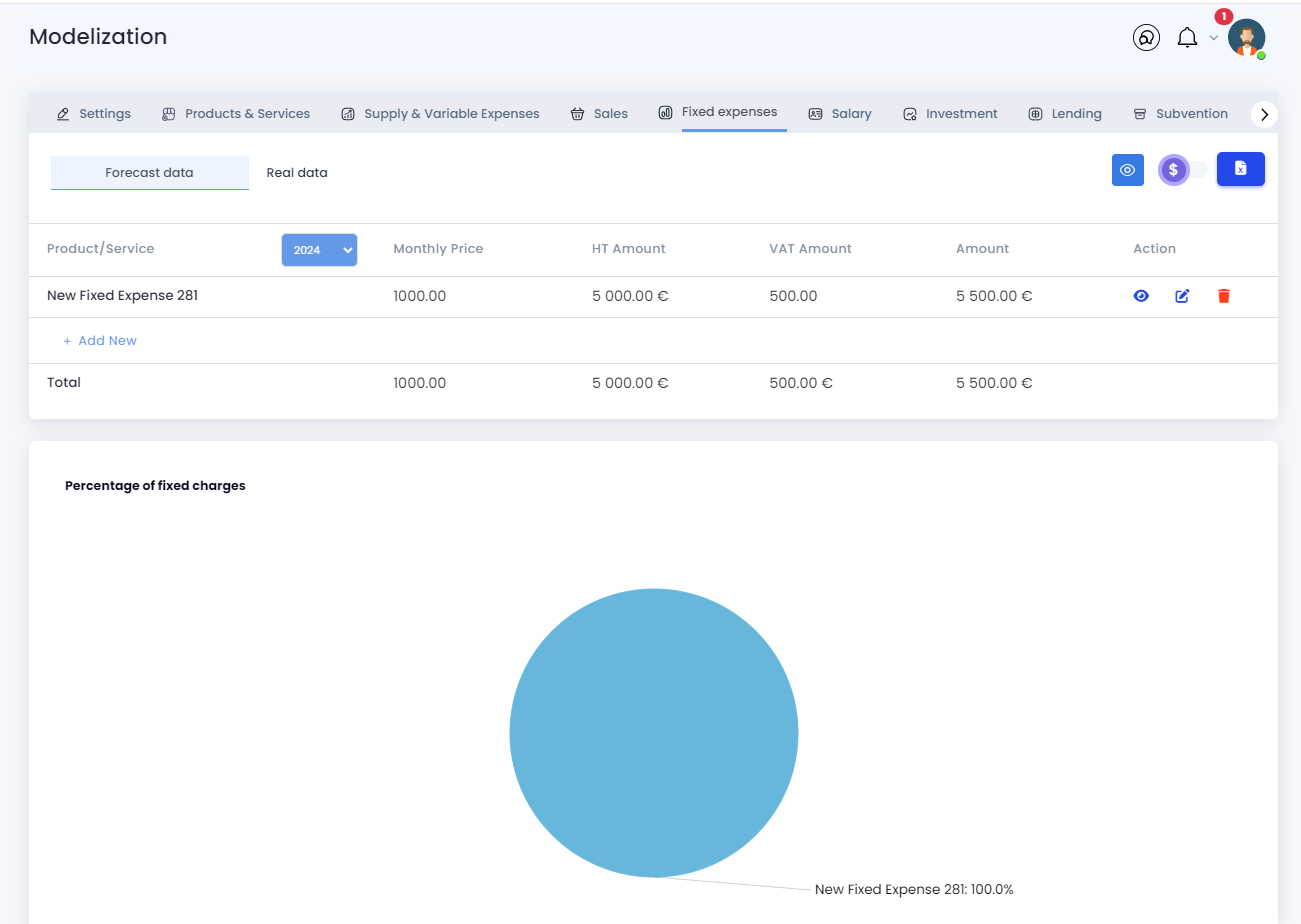 Modelization
1
Settings Products & Services Supply & Variable Expenses Sales Fixed expenses Salary Investment Lending Subvention
Forecast data Real data
$
Product/Service 2024 Monthly Price HT Amount VAT Amount Amount Action
New Fixed Expense 281 1000.00 5 000.00 € 500.00 5 500.00 €
+ Add New
Total 1000.00 5 000.00 € 500.00 € 5 500.00 €
Percentage of fixed charges
New Fixed Expense 281: 100.0%